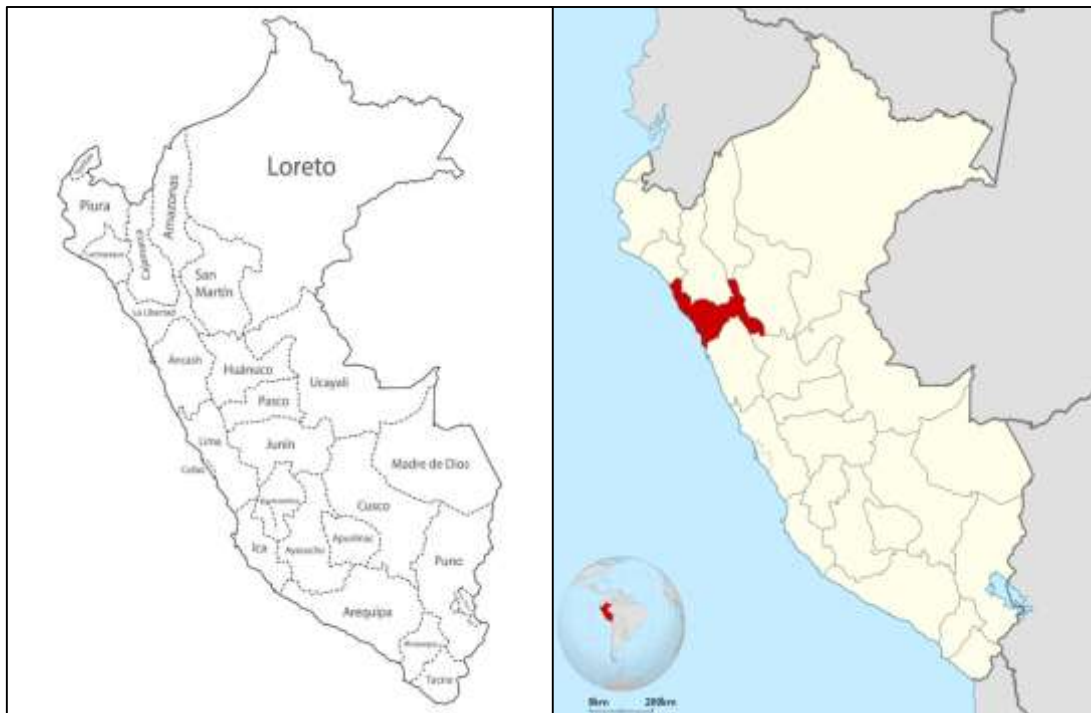 Loreto
Piura
Amazonas
Cajamarca
San
Martín
La Libertad
Ancash
Huánuco
Ucayali
Pasco
Lima
Junín
Callao
Madre de Dios
Cusco
Ica
Ayacucho
Apurímac
Puno
Arequipa
Tacna
0km 200km